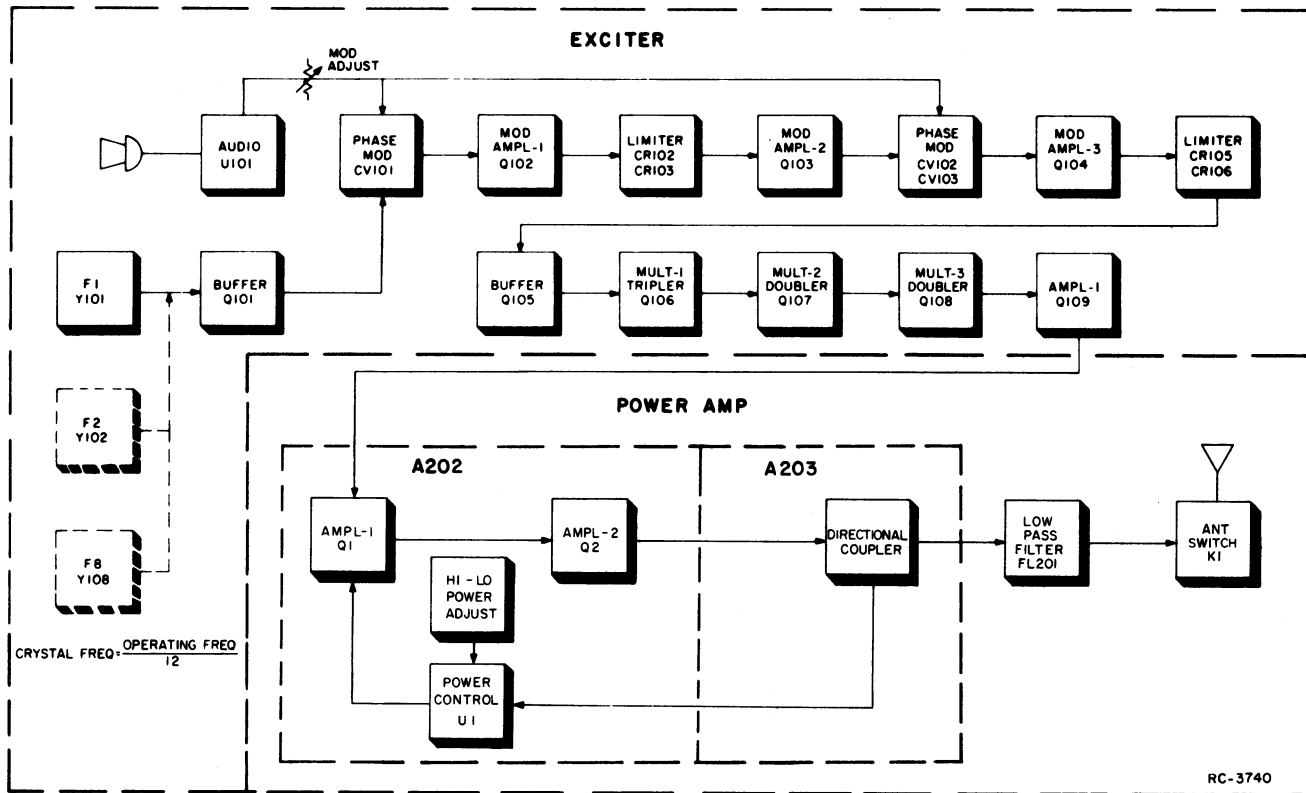 EXCITER
MOD
ADJUST
AUDIO
U101
PHASE
MOD
CV101
MOD
AMPL-1
Q102
LIMITER
CR102
CR103
MOD
AMPL-2
Q103
PHASE
MOD
CV102
CV103
MOD
AMPL-3
Q104
LIMITER
CR105
CR106
F1
Y101
BUFFER
Q101
BUFFER
Q105
MULT-1
TRIPLER
Q106
MULT-2
DOUBLER
Q107
MULT-3
DOUBLER
Q108
AMPL-1
Q109
F2
Y102
F8
Y108
CRYSTAL FREQ=OPERATING FREQ
12
POWER AMP
A202
A203
AMPL-1
Q1
AMPL-2
Q2
DIRECTIONAL
COUPLER
LOW
PASS
FILTER
FL201
ANT
SWITCH
K1
HI-LO
POWER
ADJUST
POWER
CONTROL
U1
RC-3740